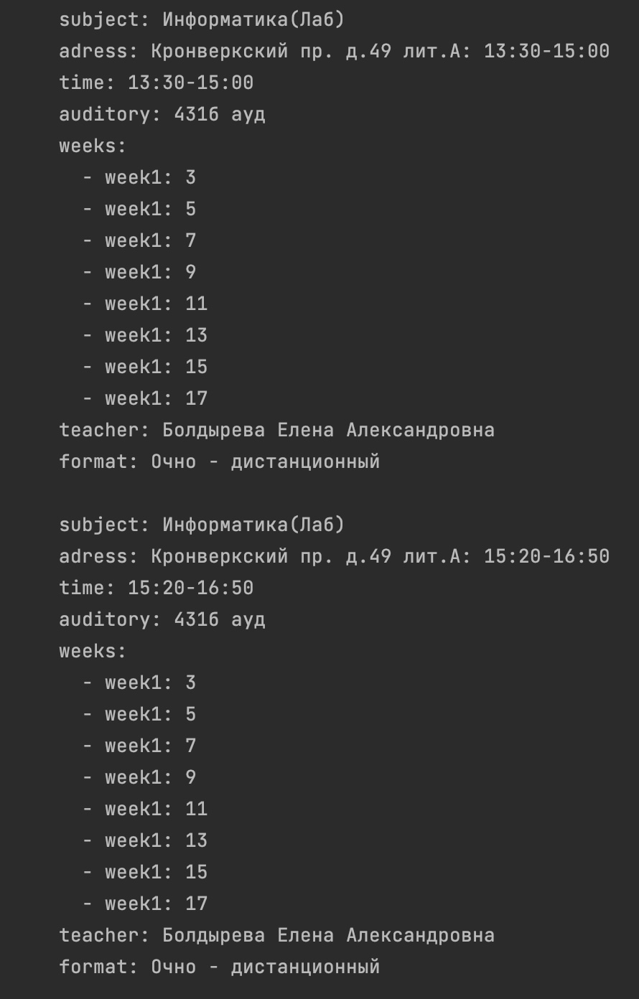 subject: Информатика(Лаб)
adress: Кронверкский пр. д.49 лит.А: 13:30-15:00
time: 13:30-15:00
auditory: 431б ауд
weeks:
- week1: 3
- week1: 5
- week1: 7
- week1: 9
- week1: 11
- week1: 13
- week1: 15
- week1: 17
teacher: Болдырева Елена Александровна
format: Очно - дистанционный
subject: Информатика(Лаб)
adress: Кронверкский пр. д.49 лит.А: 15:20-16:50
time: 15:20-16:50
auditory: 431б ауд
weeks:
- week1: 3
- week1: 5
- week1: 7
- week1: 9
- week1: 11
- week1: 13
- week1: 15
- week1: 17
teacher: Болдырева Елена Александровна
format: Очно - дистанционный